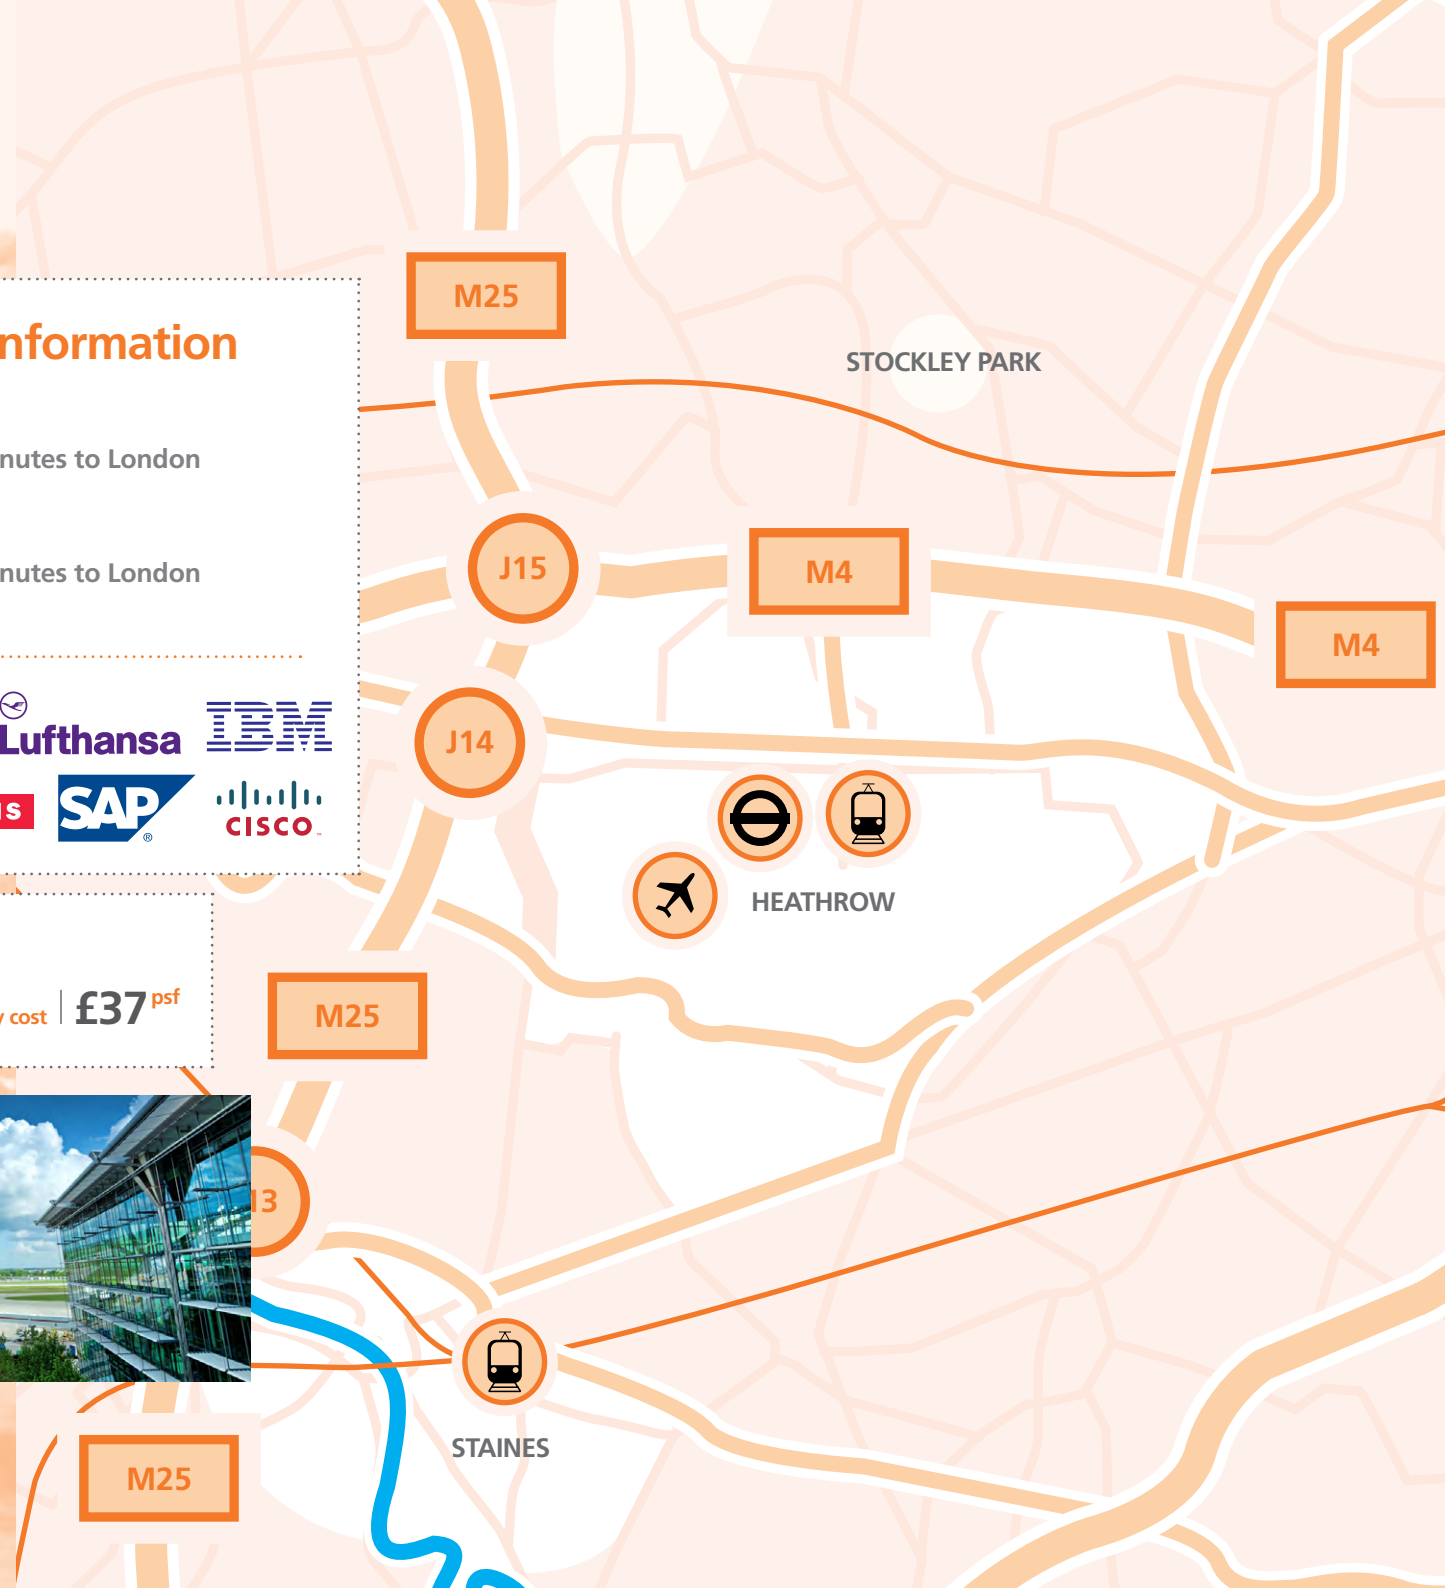 M25
nformation
STOCKLEY PARK
nutes to London
J15
M4
nutes to London
M4
Lufthansa
IBM
J14
SAP
®
CISCO
HEATHROW
cost
£37 psf
M25
13
STAINES
M25